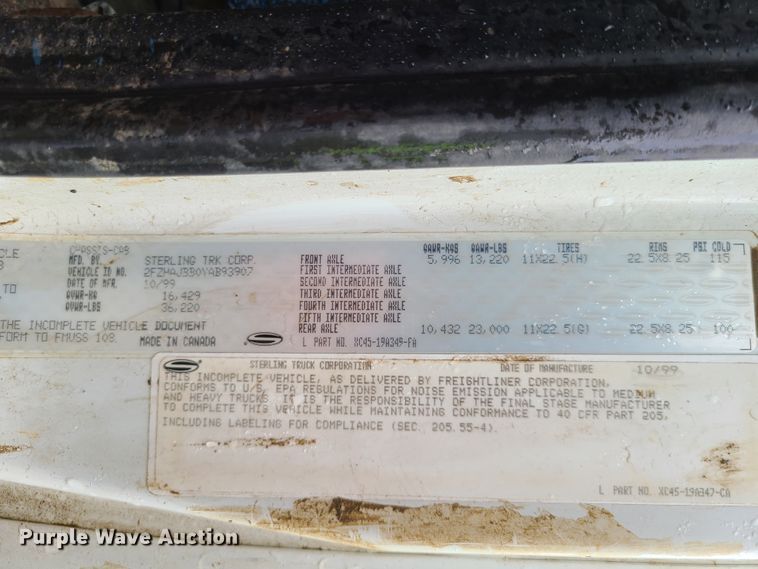 CHASSIS-CAB
MFD. BY. STERLING TRK CORP.
VEHICLE ID NO.
DATE OF MFR. 10/99
GVWR-KG 16,429
GVWR-LBS 36,220
THE INCOMPLETE VEHICLE DOCUMENT
FORM TO FMVSS 108. MADE IN CANADA
GAWR-KGS GAWR-LBS TIRES RIMS PSI COLD
FRONT AXLE 5,996 13,220 11X22.5(H) 22.5X8.25 115
FIRST INTERMEDIATE AXLE
SECOND INTERMEDIATE AXLE
THIRD INTERMEDIATE AXLE
FOURTH INTERMEDIATE AXLE
FIFTH INTERMEDIATE AXLE
REAR AXLE 10,432 23,000 11X22.5(G) 22.5X8.25 100
L PART NO. XC45-19A349-FA
STERLING TRUCK CORPORATION DATE OF MANUFACTURE 10/99
THIS INCOMPLETE VEHICLE, AS DELIVERED BY FREIGHTLINER CORPORATION,
CONFORMS TO U.S. EPA REGULATIONS FOR NOISE EMISSION APPLICABLE TO MEDIUM
AND HEAVY TRUCKS. IT IS THE RESPONSIBILITY OF THE FINAL STAGE MANUFACTURER
TO COMPLETE THIS VEHICLE WHILE MAINTAINING CONFORMANCE TO 40 CFR PART 205,
INCLUDING LABELING FOR COMPLIANCE (SEC. 205.55-4).
L PART NO. XC45-19A347-CA
Purple Wave Auction